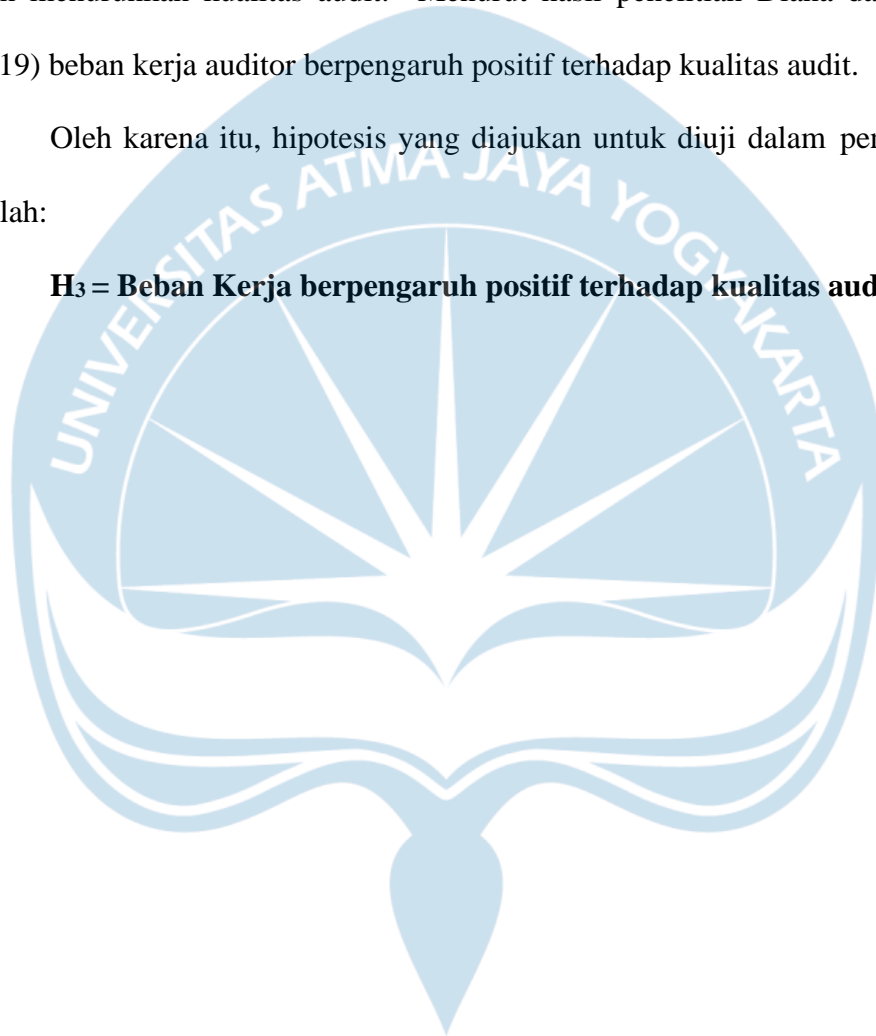 menurunkan kualitas audit. Menurut hasil penelitian Diana da
19) beban kerja auditor berpengaruh positif terhadap kualitas audit.
Oleh karena itu, hipotesis yang diajukan untuk diuji dalam per
lah:
H3 = Beban Kerja berpengaruh positif terhadap kualitas aud
UNIVERSITAS ATMA JAYA YOGYAKARTA